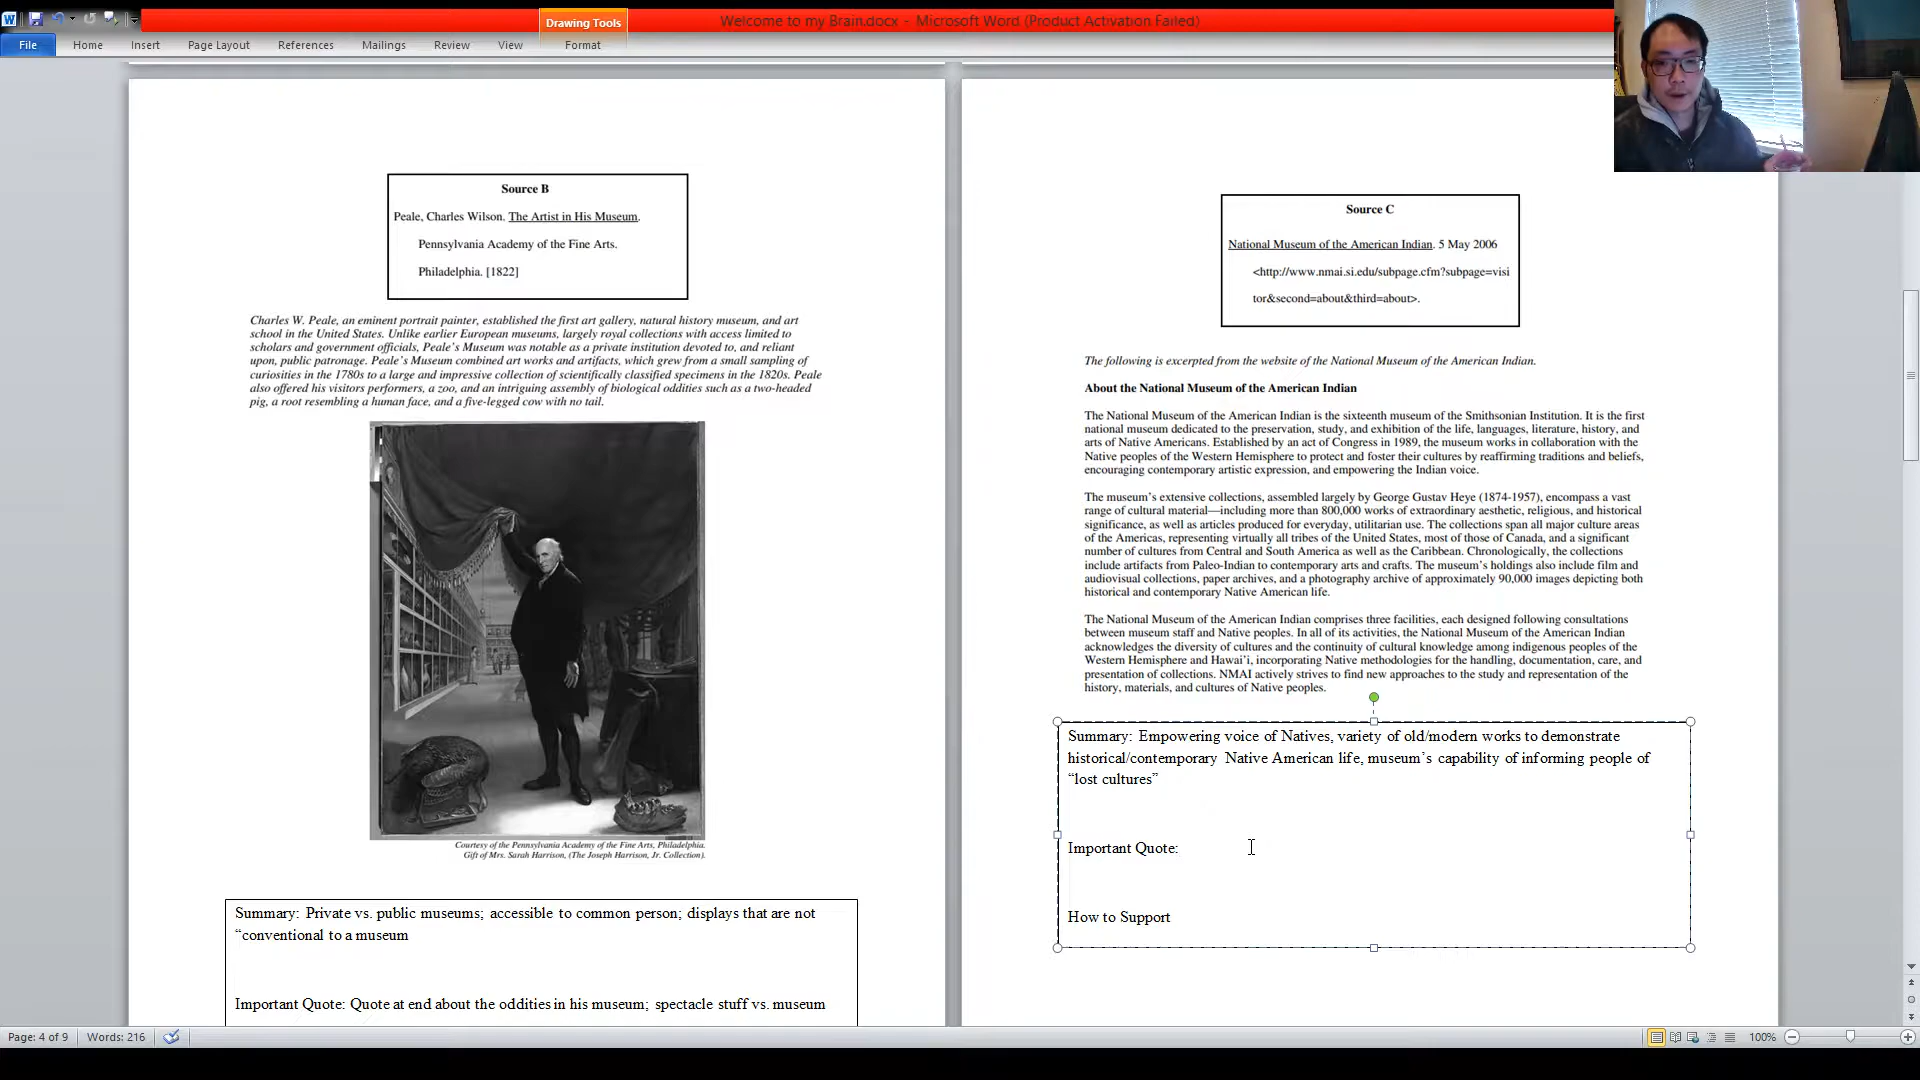 Welcome to my Brain.docx - Microsoft Word (Product Activation Failed)
Drawing Tools
File
Home
Insert
Page Layout
References
Mailings
Review
View
Format
Source B
Peale, Charles Wilson. The Artist in His Museum.
Pennsylvania Academy of the Fine Arts.
Philadelphia. [1822]
Charles W. Peale, an eminent portrait painter, established the first art gallery, natural history museum, and art
school in the United States. Unlike earlier European museums, largely royal collections with access limited to
scholars and government officials, Peale's Museum was notable as a private institution devoted to, and reliant
upon, public patronage. Peale's Museum combined art works and artifacts, which grew from a small sampling of
curiosities in the 1780s to a large and impressive collection of scientifically classified specimens in the 1820s. Peale
also offered his visitors performers, a zoo, and an intriguing assembly of biological oddities such as a two-headed
pig, a root resembling a human face, and a five-legged cow with no tail.
Courtesy of the Pennsylvania Academy of the Fine Arts, Philadelphia.
Gift of Mrs. Sarah Harrison, (The Joseph Harrison, Jr. Collection).
Summary: Private vs. public museums; accessible to common person; displays that are not
“conventional to a museum
Important Quote: Quote at end about the oddities in his museum; spectacle stuff vs. museum
Source C
National Museum of the American Indian. 5 May 2006
<http://www.nmai.si.edu/subpage.cfm?subpage=visi
tor&second=about&third=about>.
The following is excerpted from the website of the National Museum of the American Indian.
About the National Museum of the American Indian
The National Museum of the American Indian is the sixteenth museum of the Smithsonian Institution. It is the first
national museum dedicated to the preservation, study, and exhibition of the life, languages, literature, history, and
arts of Native Americans. Established by an act of Congress in 1989, the museum works in collaboration with the
Native peoples of the Western Hemisphere to protect and foster their cultures by reaffirming traditions and beliefs,
encouraging contemporary artistic expression, and empowering the Indian voice.
The museum's extensive collections, assembled largely by George Gustav Heye (1874-1957), encompass a vast
range of cultural material—including more than 800,000 works of extraordinary aesthetic, religious, and historical
significance, as well as articles produced for everyday, utilitarian use. The collections span all major culture areas
of the Americas, representing virtually all tribes of the United States, most of those of Canada, and a significant
number of cultures from Central and South America as well as the Caribbean. Chronologically, the collections
include artifacts from Paleo-Indian to contemporary arts and crafts. The museum's holdings also include film and
audiovisual collections, paper archives, and a photography archive of approximately 90,000 images depicting both
historical and contemporary Native American life.
The National Museum of the American Indian comprises three facilities, each designed following consultations
between museum staff and Native peoples. In all of its activities, the National Museum of the American Indian
acknowledges the diversity of cultures and the continuity of cultural knowledge among indigenous peoples of the
Western Hemisphere and Hawai'i, incorporating Native methodologies for the handling, documentation, care, and
presentation of collections. NMAI actively strives to find new approaches to the study and representation of the
history, materials, and cultures of Native peoples.
Summary: Empowering voice of Natives, variety of old/modern works to demonstrate
historical/contemporary Native American life, museum's capability of informing people of
“lost cultures”
Important Quote:
How to Support
Page: 4 of 9
Words: 216
100%